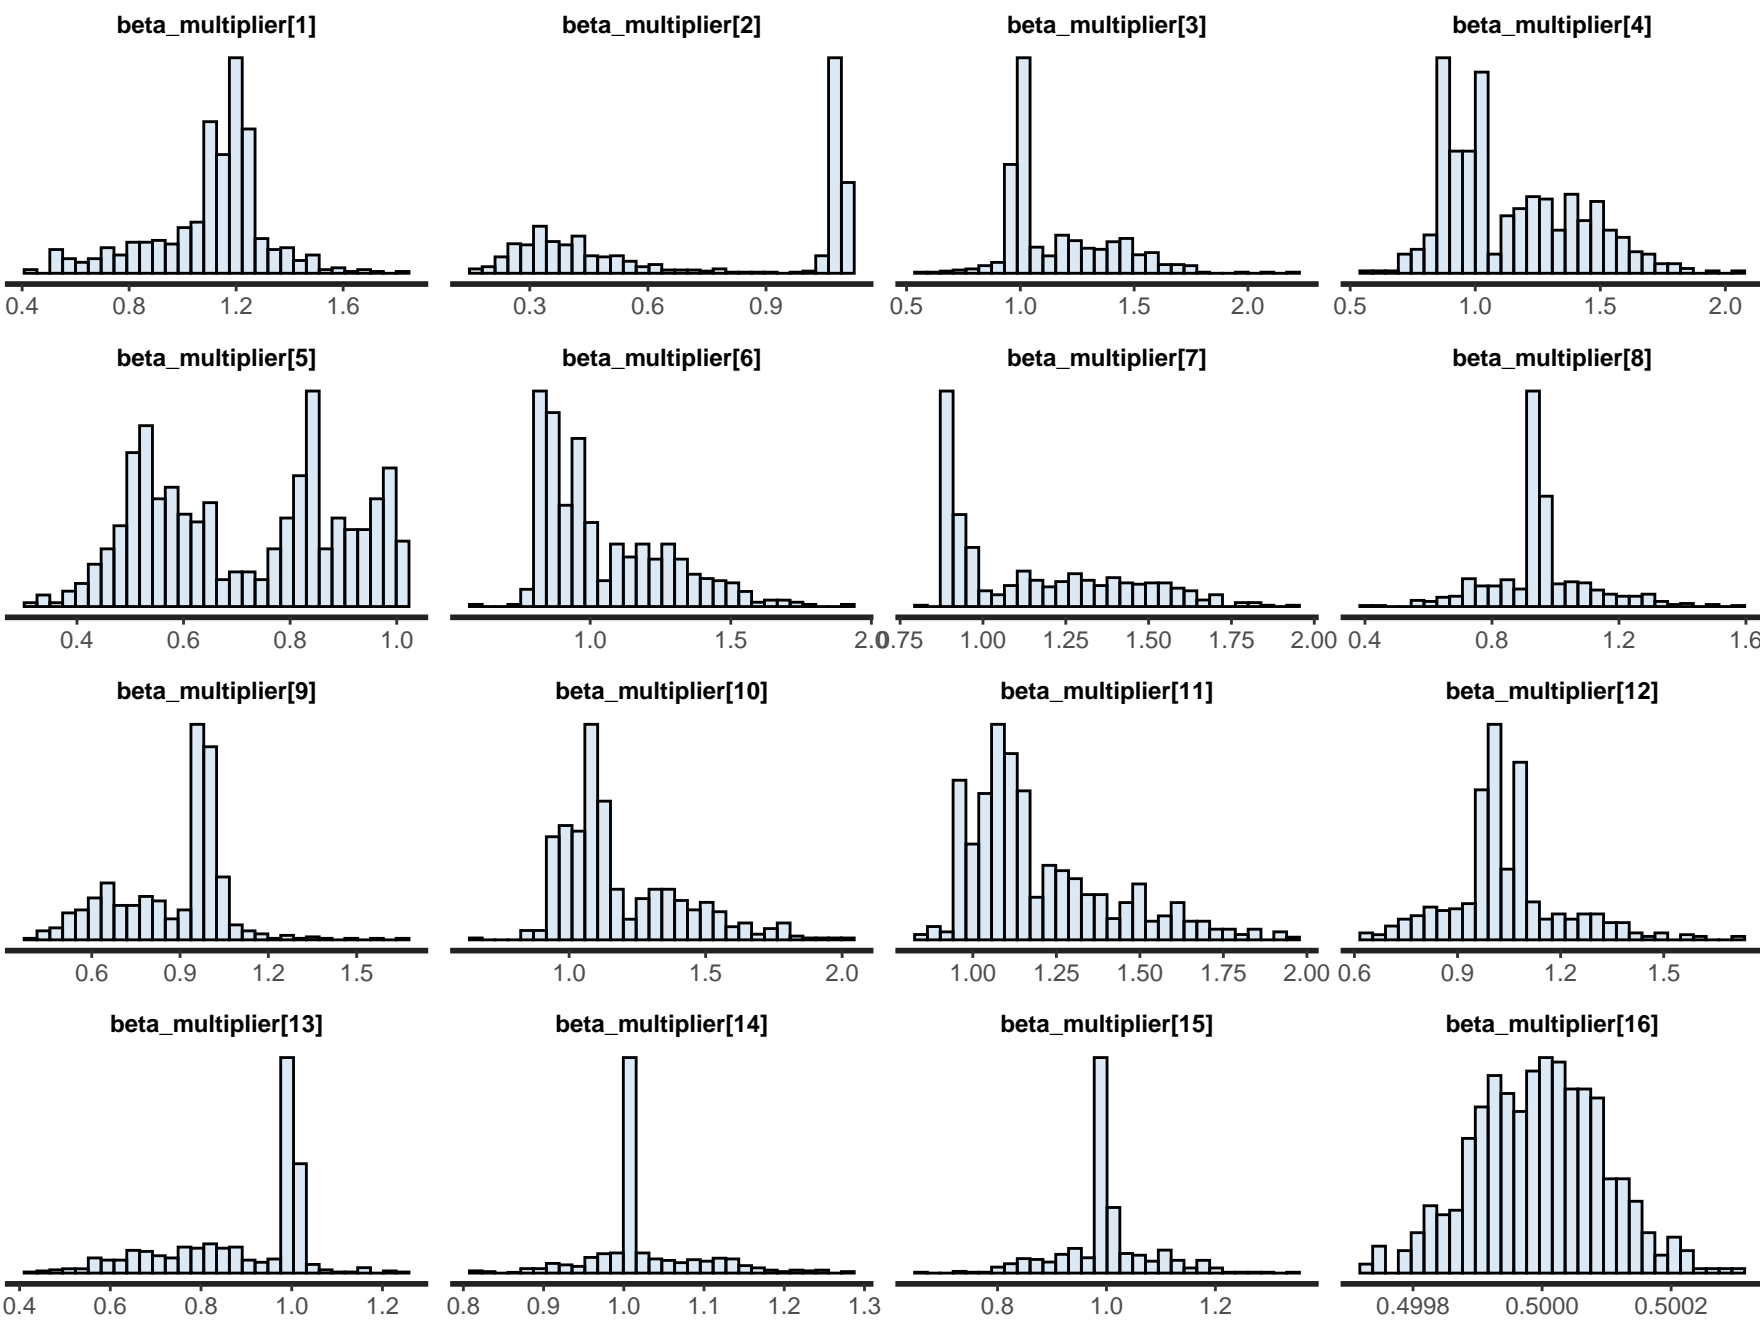 beta_multiplier[1] beta_multiplier[2] beta_multiplier[3] beta_multiplier[4]
0.4 0.8 1.2 1.6 0.3 0.6 0.9 0.5 1.0 1.5 2.0 0.5 1.0 1.5 2.0
beta_multiplier[5] beta_multiplier[6] beta_multiplier[7] beta_multiplier[8]
0.4 0.6 0.8 1.0 1.0 1.5 2.0 0.75 1.00 1.25 1.50 1.75 2.00 0.4 0.8 1.2 1.6
beta_multiplier[9] beta_multiplier[10] beta_multiplier[11] beta_multiplier[12]
0.6 0.9 1.2 1.5 1.0 1.5 2.0 1.00 1.25 1.50 1.75 2.00 0.6 0.9 1.2 1.5
beta_multiplier[13] beta_multiplier[14] beta_multiplier[15] beta_multiplier[16]
0.4 0.6 0.8 1.0 1.2 0.8 0.9 1.0 1.1 1.2 1.3 0.8 1.0 1.2 0.4998 0.5000 0.5002